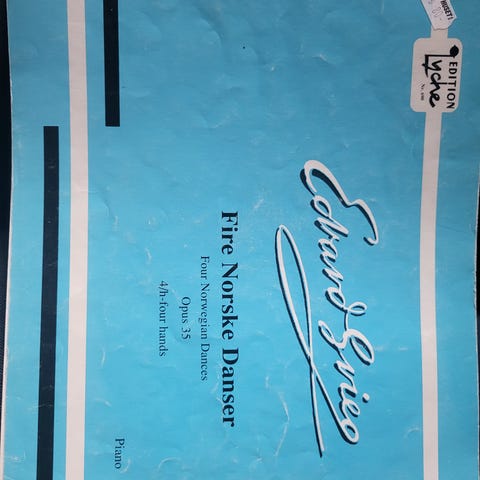 EDITION
Lyche
Edvard Grieg
Fire Norske Danser
Four Norwegian Dances
Opus 35
4/h-four hands
Piano